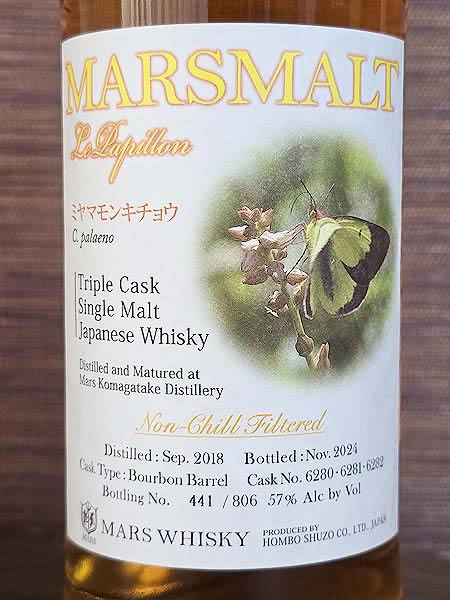 MARSMALT
Le Papillon
ミヤマモンキチョウ
C. palaeno
Triple Cask
Single Malt
Japanese Whisky
Distilled and Matured at
Mars Komagatake Distillery
Non-Chill Filtered
Distilled : Sep. 2018 Bottled : Nov. 2024
Cask Type : Bourbon Barrel Cask No. 6280・6281・6282
Bottling No. 441 / 806 57% Alc by Vol
MARS
MARS WHISKY
PRODUCED BY
HOMBO SHUZO CO., LTD., JAPAN